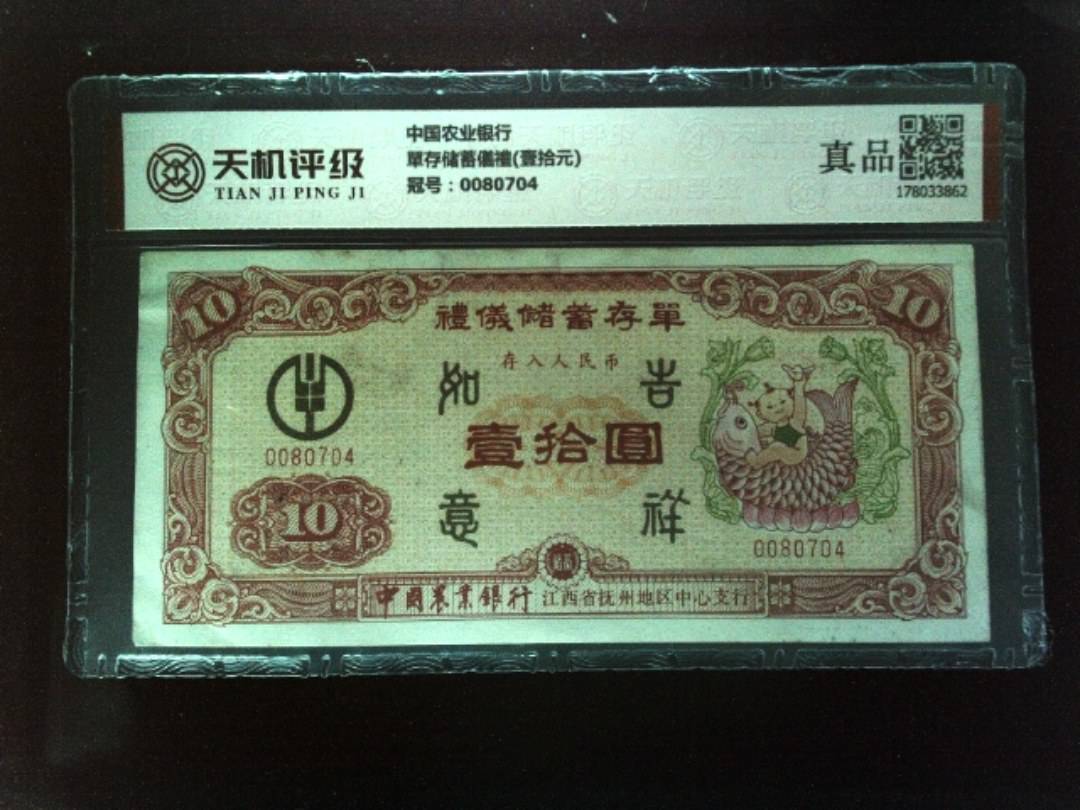 天机评级
TIAN JI PING JI
中国农业银行
單存储蓄儀禮(壹拾元)
冠号：0080704
真品
178033862
10
10
禮儀儲蓄存單
存入人民币
如
吉
壹拾圓
意
祥
0080704
10
0080704
中國農業銀行 江西省抚州地区中心支行